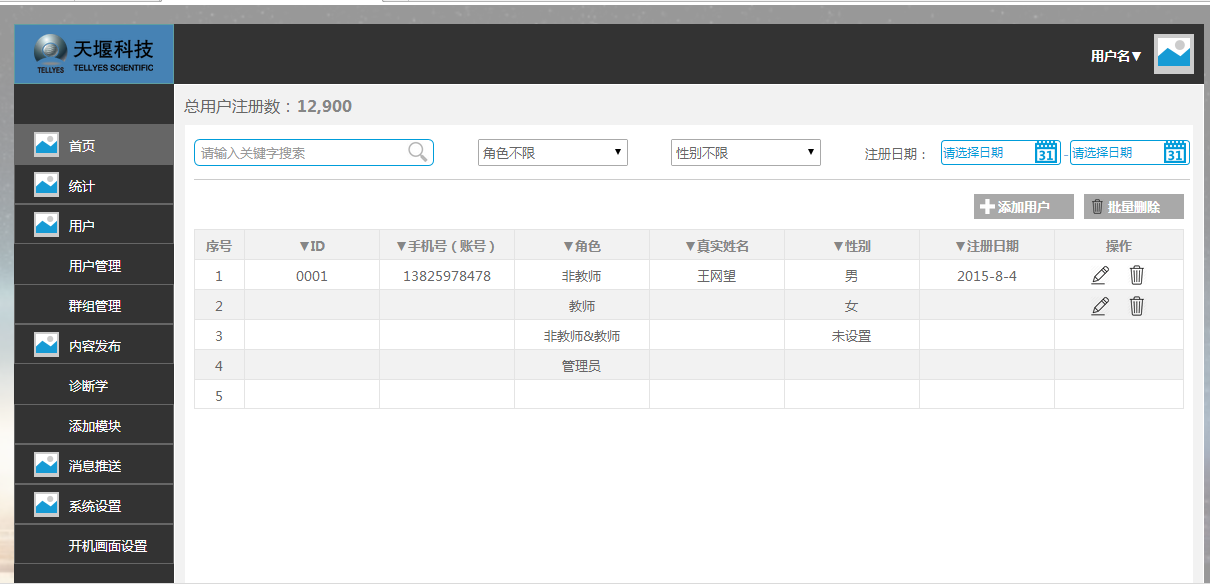 天堰科技
TELLYES
TELLYES SCIENTIFIC
用户名▼
首页
统计
用户
用户管理
群组管理
内容发布
诊断学
添加模块
消息推送
系统设置
开机画面设置
总用户注册数：12,900
请输入关键字搜索 角色不限 ▼ 性别不限 ▼ 注册日期： 请选择日期 31 - 请选择日期 31
添加用户 批量删除
序号 ▼ID ▼手机号（账号） ▼角色 ▼真实姓名 ▼性别 ▼注册日期 操作
1 0001 13825978478 非教师 王网望 男 2015-8-4
2 教师 女
3 非教师&教师 未设置
4 管理员
5